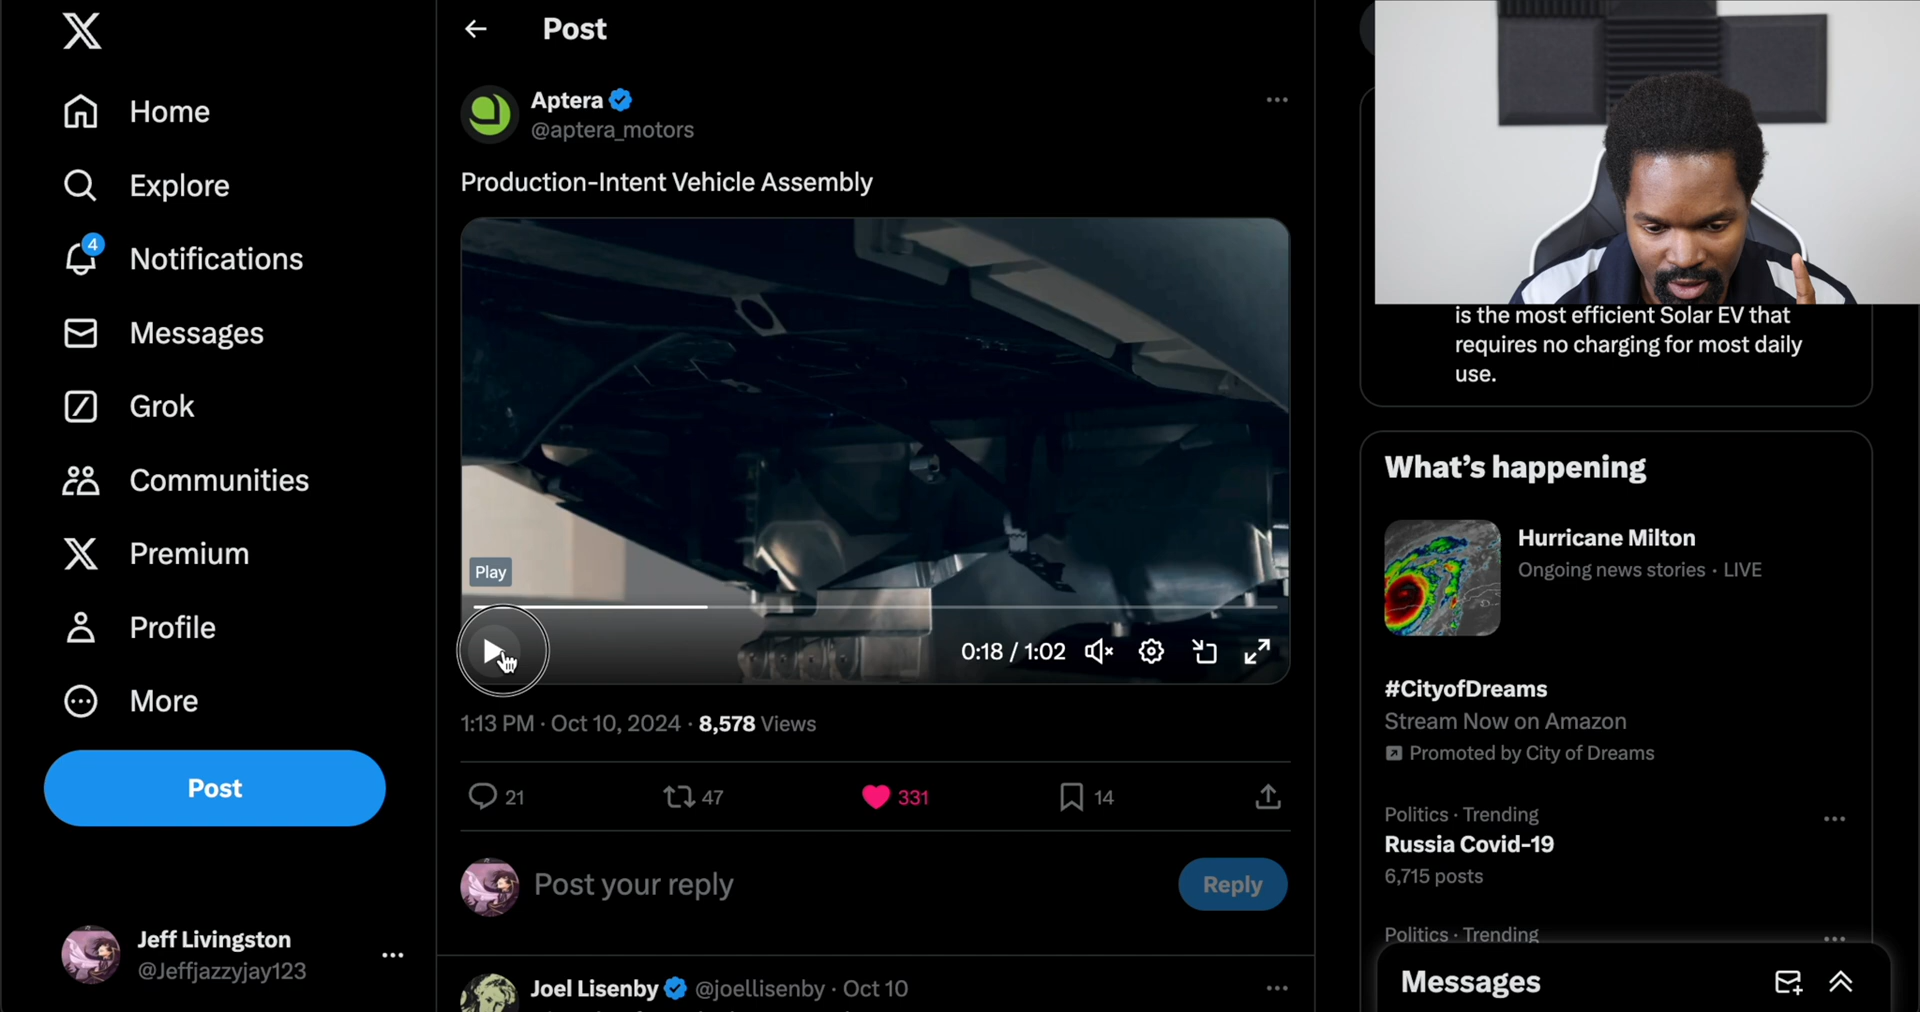 Home
Explore
4
Notifications
Messages
Grok
Communities
Premium
Profile
More
Post
Jeff Livingston
@Jeffjazzyjay123
Post
Aptera
@aptera_motors
Production-Intent Vehicle Assembly
Play
0:18 / 1:02
1:13 PM · Oct 10, 2024 · 8,578 Views
21
47
331
14
Post your reply
Reply
Joel Lisenby @joellisenby · Oct 10
is the most efficient Solar EV that
requires no charging for most daily
use.
What’s happening
Hurricane Milton
Ongoing news stories · LIVE
#CityofDreams
Stream Now on Amazon
Promoted by City of Dreams
Politics · Trending
Russia Covid-19
6,715 posts
Politics · Trending
Messages